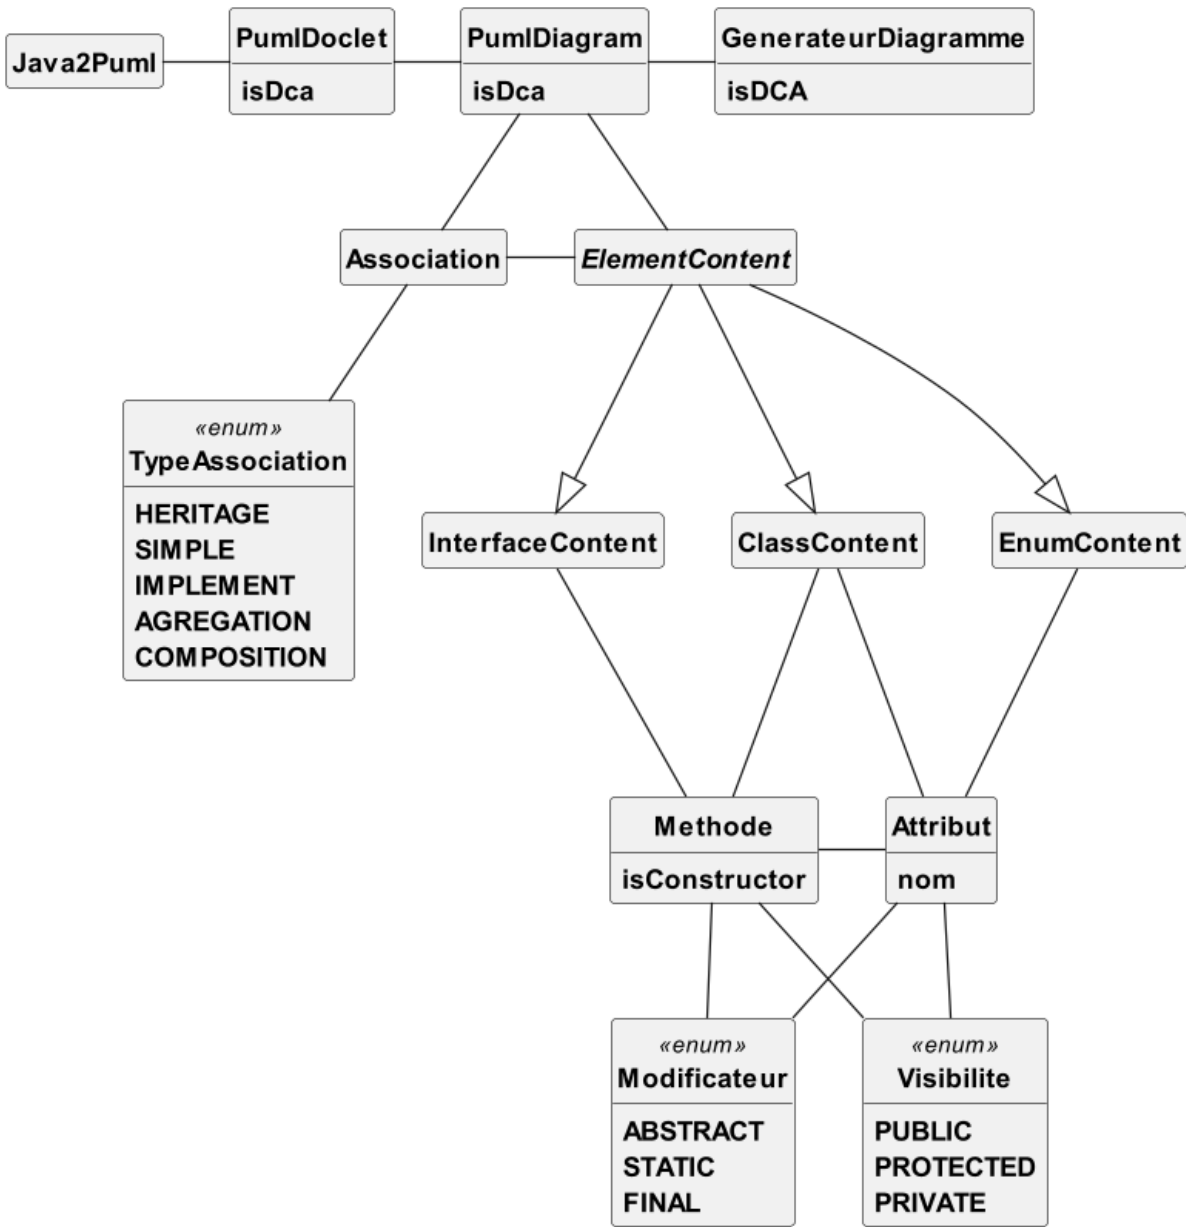 Java2Puml
PumlDoclet
isDca
PumlDiagram
isDca
GenerateurDiagramme
isDCA
Association
ElementContent
«enum»
TypeAssociation
HERITAGE
SIMPLE
IMPLEMENT
AGREGATION
COMPOSITION
InterfaceContent
ClassContent
EnumContent
Methode
isConstructor
Attribut
nom
«enum»
Modificateur
ABSTRACT
STATIC
FINAL
«enum»
Visibilite
PUBLIC
PROTECTED
PRIVATE